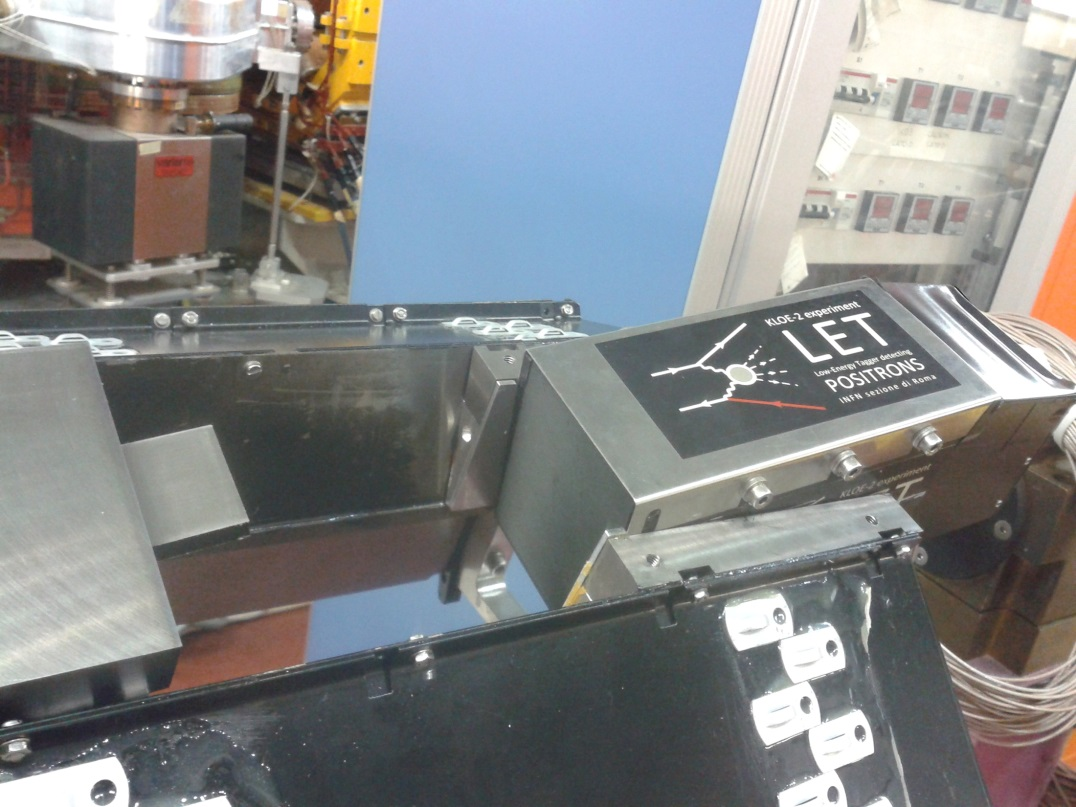 KLOE-2 experiment
LET
Low-Energy Tagger detecting
POSITRONS
INFN sezione di Roma
KLOE-2 experiment